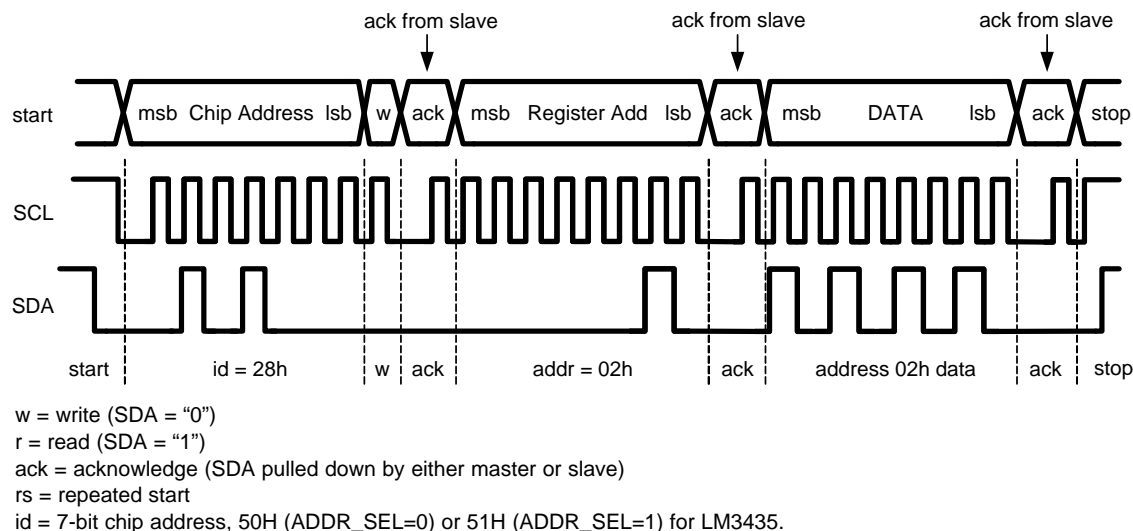 ack from slave ack from slave ack from slave
start msb Chip Address lsb w ack msb Register Add lsb ack msb DATA lsb ack stop
SCL
SDA
start id = 28h w ack addr = 02h ack address 02h data ack stop
w = write (SDA = “0”)
r = read (SDA = “1”)
ack = acknowledge (SDA pulled down by either master or slave)
rs = repeated start
id = 7-bit chip address, 50H (ADDR_SEL=0) or 51H (ADDR_SEL=1) for LM3435.